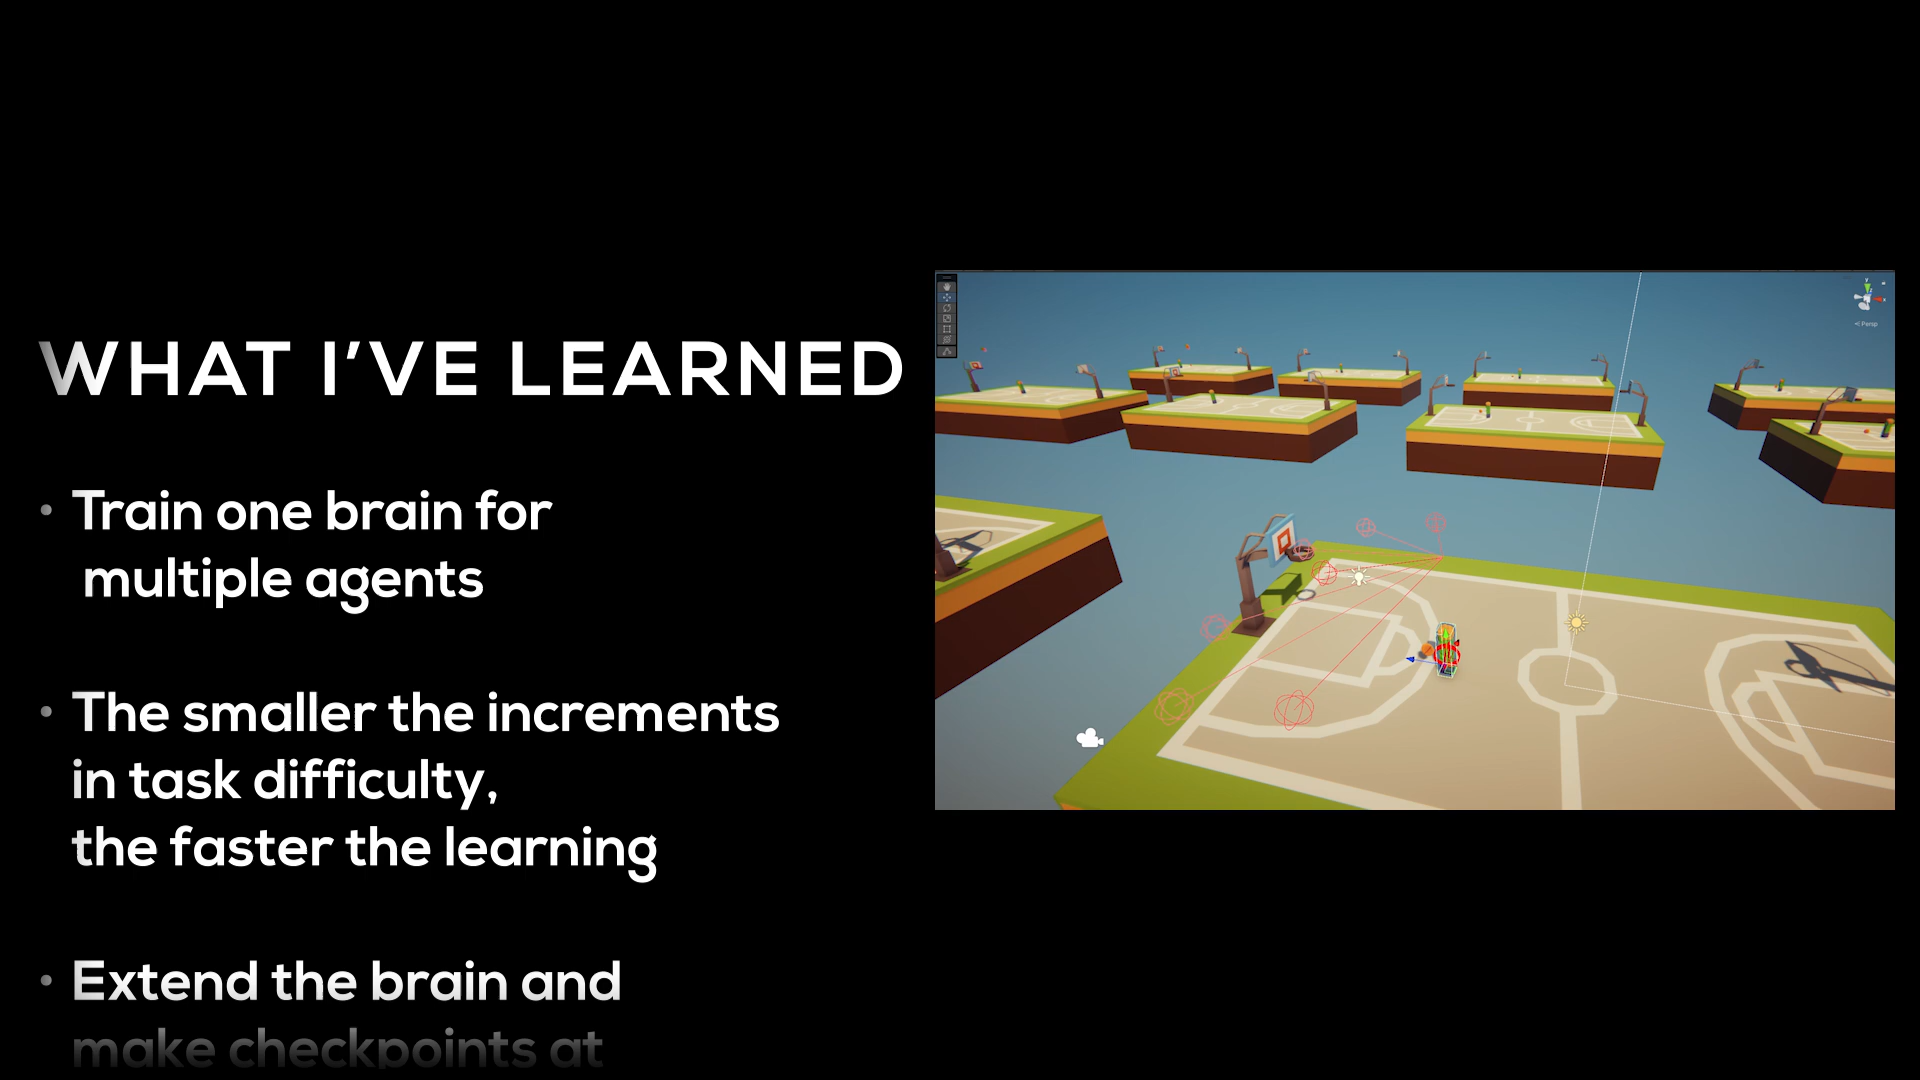 WHAT I’VE LEARNED
• Train one brain for
multiple agents
• The smaller the increments
in task difficulty,
the faster the learning
• Extend the brain and
make checkpoints at
< Persp